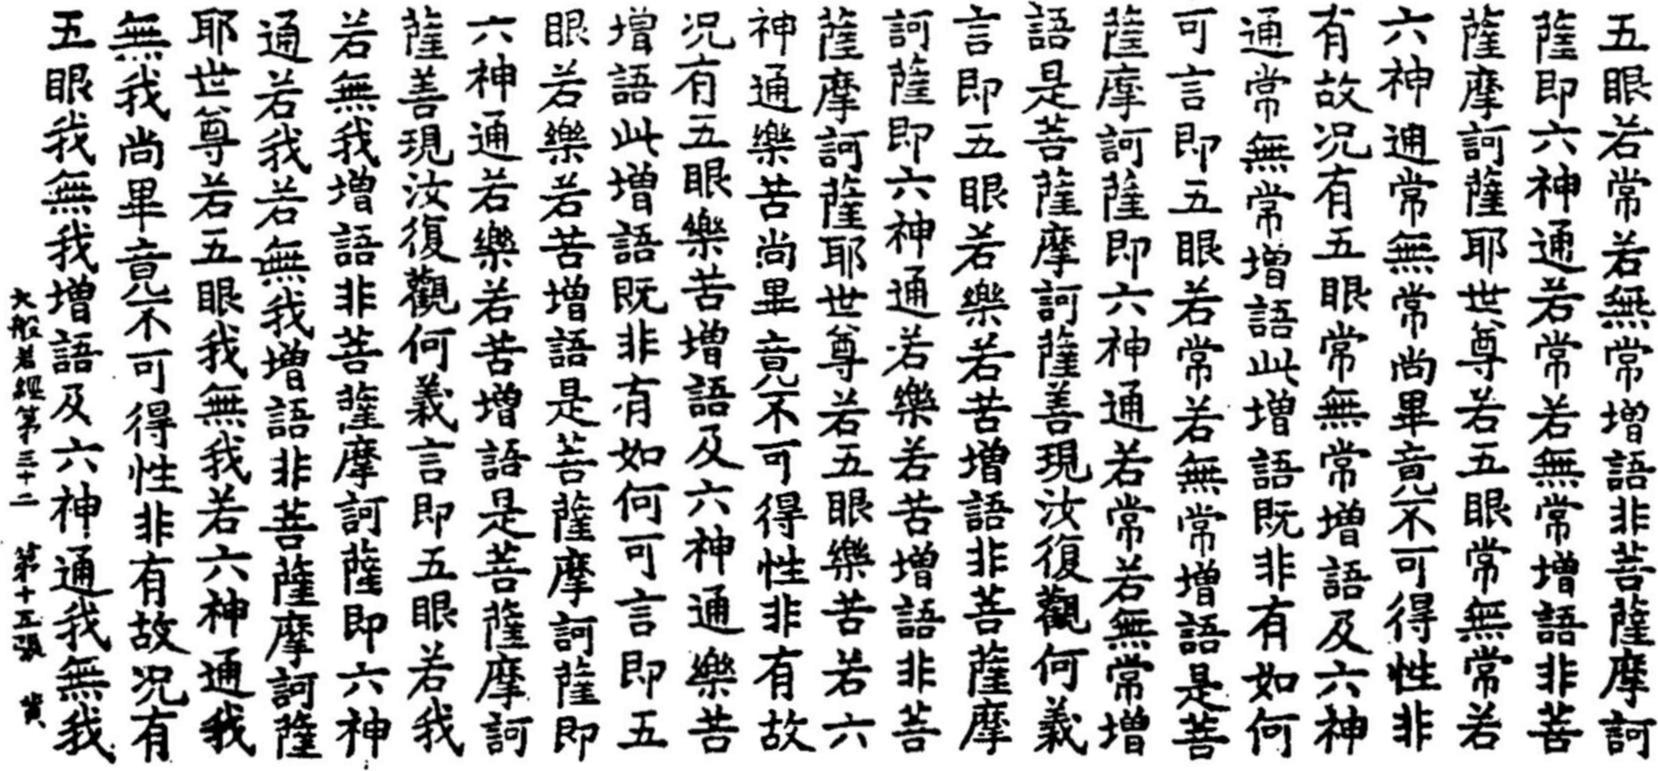 五眼若常若無常增語非菩薩摩訶
薩即六神通若常若無常增語非菩
薩摩訶薩耶世尊若五眼常無常若
六神通常無常尚畢竟不可得性非
有故况有五眼常無常增語及六神
通常無常增語此增語既非有如何
可言即五眼若常若無常增語是菩
薩摩訶薩即六神通若常若無常增
語是菩薩摩訶薩善現汝復觀何義
言即五眼若樂若苦增語非菩薩摩
訶薩即六神通若樂若苦增語非菩
薩摩訶薩耶世尊若五眼樂苦若六
神通樂苦尚畢竟不可得性非有故
况有五眼樂苦增語及六神通樂苦
增語此增語既非有如何可言即五
眼若樂若苦增語是菩薩摩訶薩即
六神通若樂若苦增語是菩薩摩訶
薩善現汝復觀何義言即五眼若我
若無我增語非菩薩摩訶薩即六神
通若我若無我增語非菩薩摩訶薩
耶世尊若五眼我無我若六神通我
無我尚畢竟不可得性非有故况有
五眼我無我增語及六神通我無我
大般若經第三十二 第十五張 黄